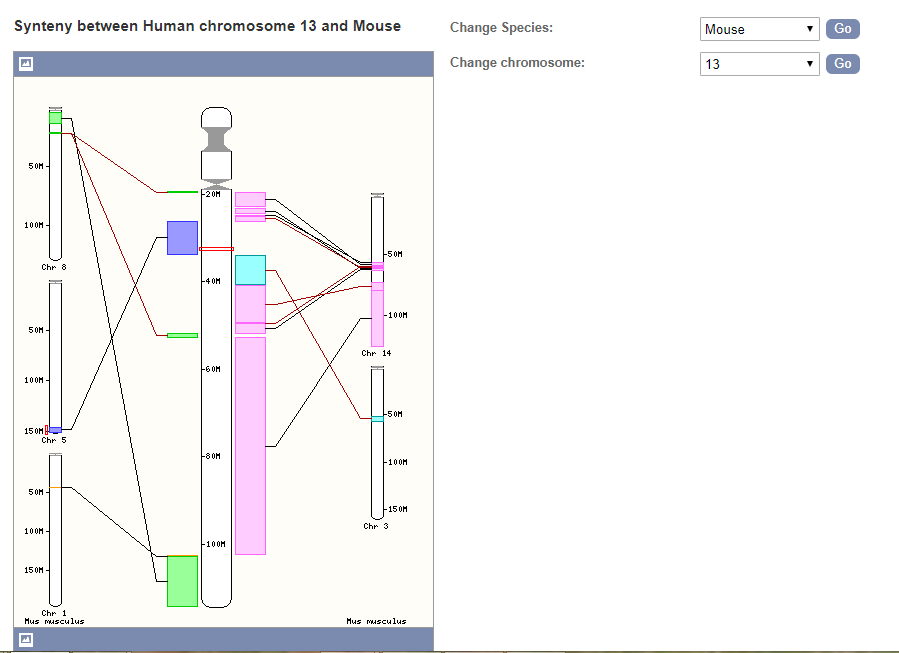 Synteny between Human chromosome 13 and Mouse
Change Species:
Mouse
Go
Change chromosome:
13
Go
50M
100M
Chr 8
50M
100M
150M
Chr 5
50M
100M
150M
Chr 1
Mus musculus
20M
40M
60M
80M
100M
50M
100M
Chr 14
50M
100M
150M
Chr 3
Mus musculus